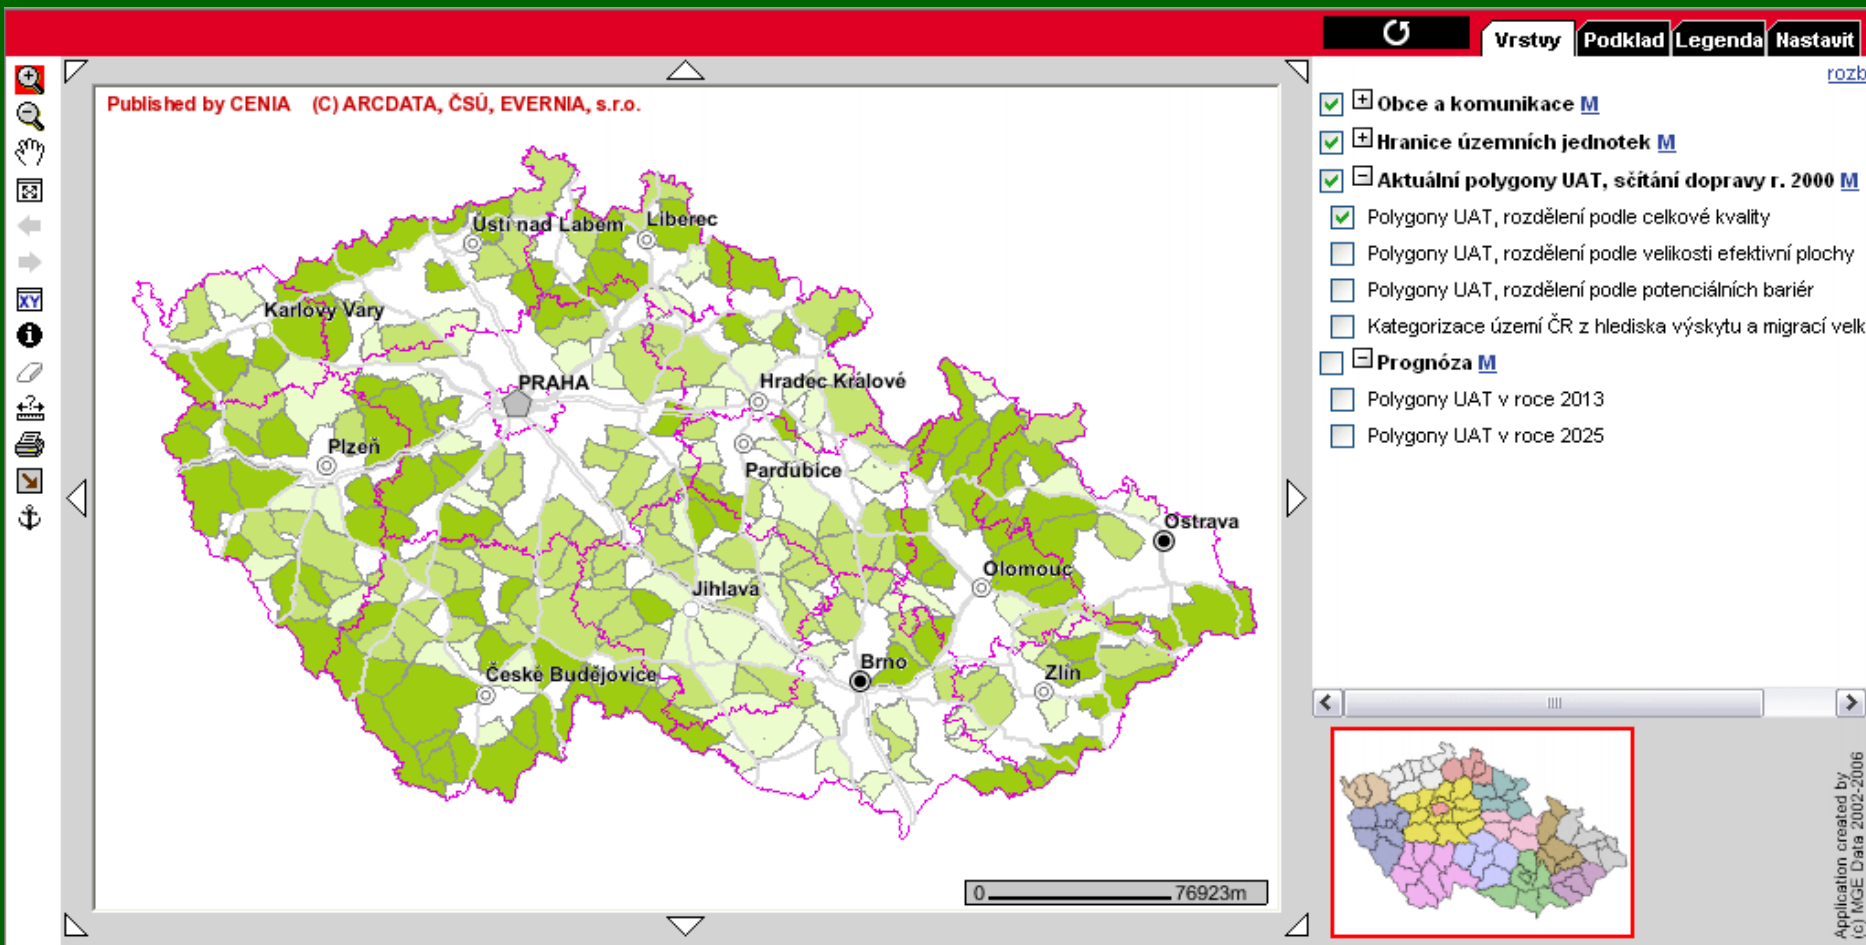 Vrstvy Podklad Legenda Nastavit
rozb
Published by CENIA (C) ARCDATA, ČSÚ, EVERNIA, s.r.o.
Obce a komunikace M
Hranice územních jednotek M
Aktuální polygony UAT, sčítání dopravy r. 2000 M
Polygony UAT, rozdělení podle celkové kvality
Polygony UAT, rozdělení podle velikosti efektivní plochy
Polygony UAT, rozdělení podle potenciálních bariér
Kategorizace území ČR z hlediska výskytu a migrací velk
Prognóza M
Polygony UAT v roce 2013
Polygony UAT v roce 2025
XY
Ústí nad Labem
Liberec
Karlovy Vary
PRAHA
Hradec Králové
Plzeň
Pardubice
Ostrava
Olomouc
Jihlava
Brno
České Budějovice
Zlín
0 76923m
Application created by
(c) MGE Data 2002-2006